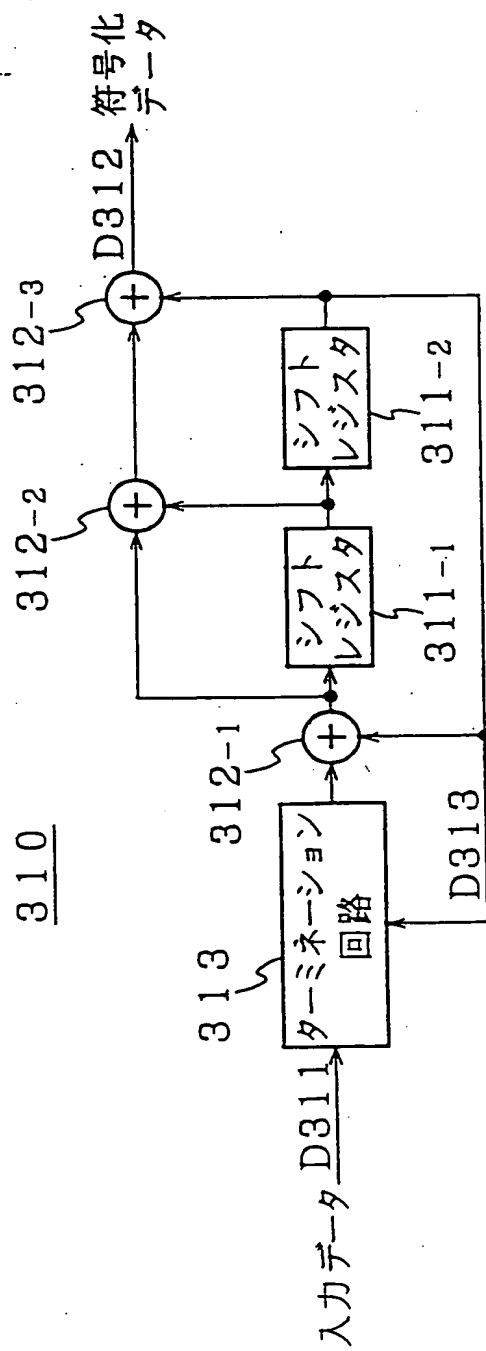 310
入力データ
D311
313
ターミネーション
回路
D313
312-1
シフト
レジスタ
311-1
シフト
レジスタ
311-2
312-2
312-3
D312
符号化
データ